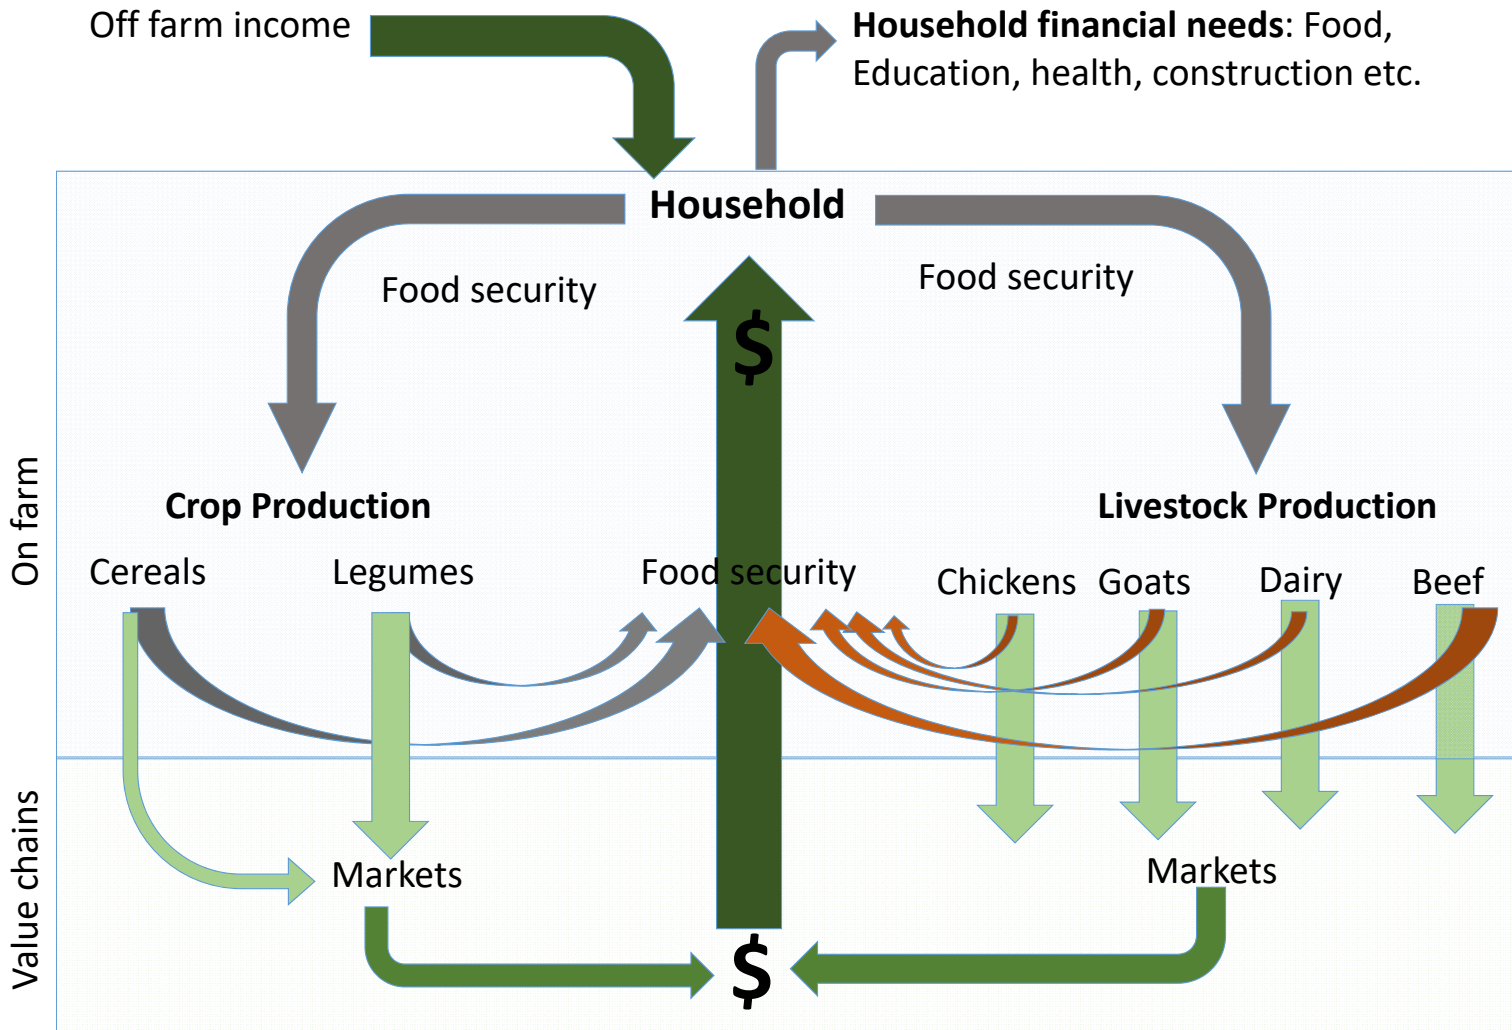 Off farm income
Household financial needs: Food,
Education, health, construction etc.
Household
Food security
Food security
$
On farm
Crop Production
Livestock Production
Cereals
Legumes
Food security
Chickens
Goats
Dairy
Beef
Value chains
Markets
Markets
$